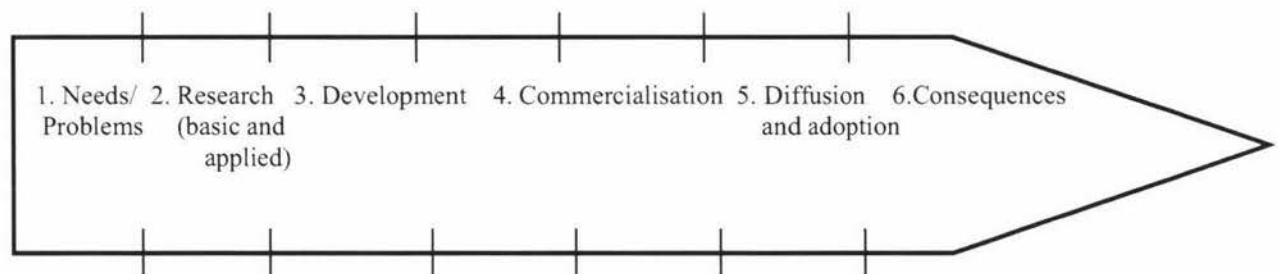 1. Needs/ 2. Research 3. Development 4. Commercialisation 5. Diffusion 6.Consequences
Problems (basic and and adoption
applied)